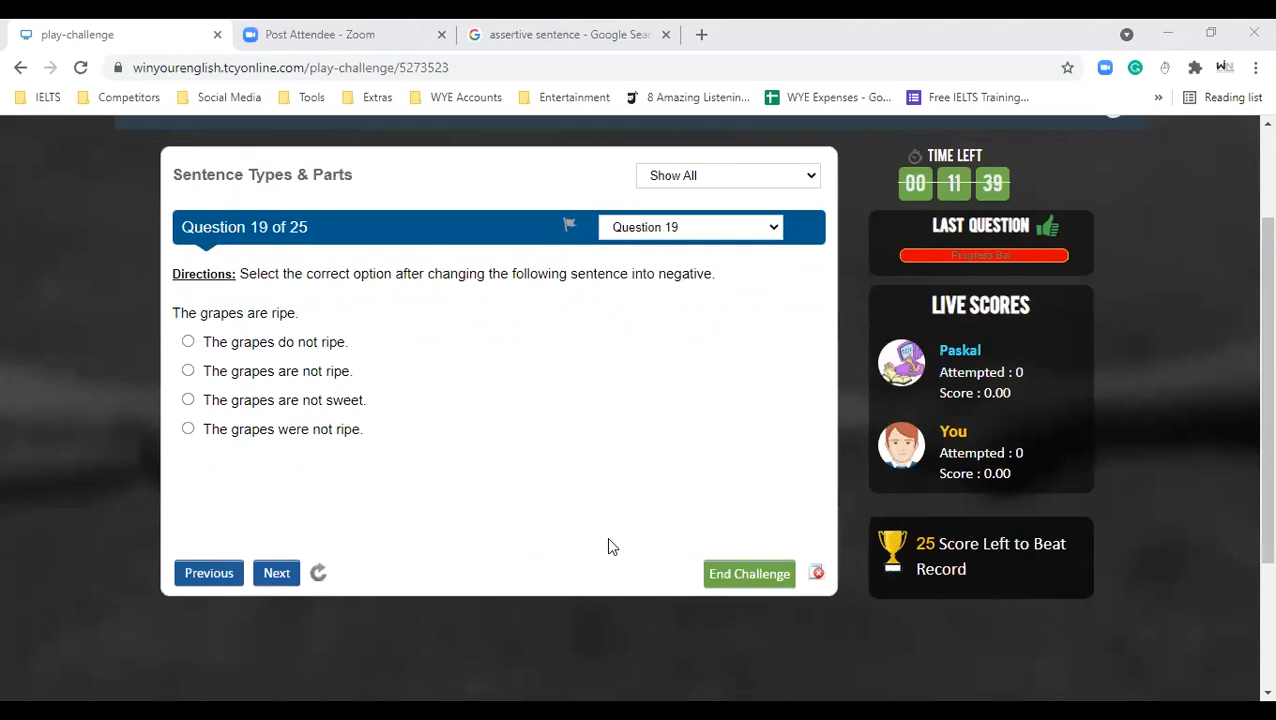 play-challenge
Post Attendee - Zoom
assertive sentence - Google Sea
winyourenglish.tcyonline.com/play-challenge/5273523
IELTS
Competitors
Social Media
Tools
Extras
WYE Accounts
Entertainment
8 Amazing Listenin...
WYE Expenses - Go...
Free IELTS Training...
»
Reading list
Sentence Types & Parts
Show All
Question 19 of 25
Question 19
Directions: Select the correct option after changing the following sentence into negative.
The grapes are ripe.
The grapes do not ripe.
The grapes are not ripe.
The grapes are not sweet.
The grapes were not ripe.
Previous
Next
End Challenge
TIME LEFT
00 11 39
LAST QUESTION
Progress Bar
LIVE SCORES
Paskal
Attempted : 0
Score : 0.00
You
Attempted : 0
Score : 0.00
25 Score Left to Beat
Record